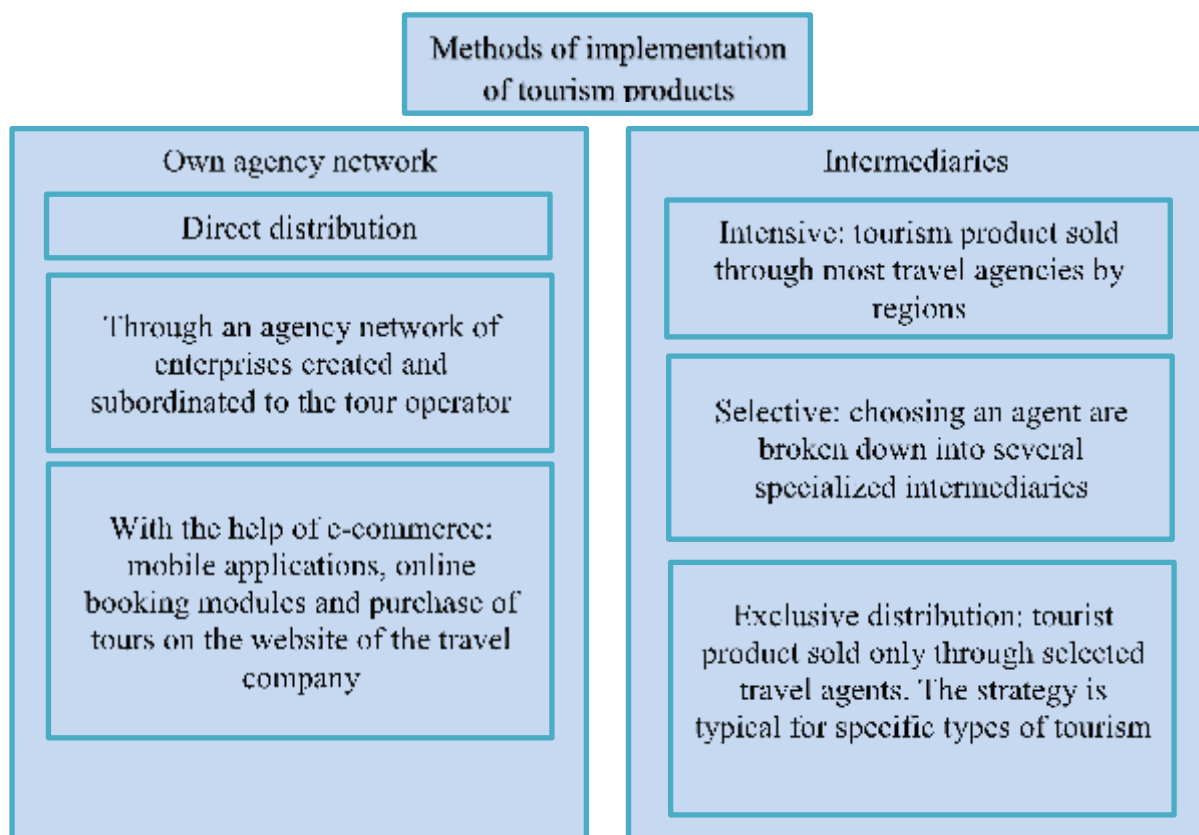 Methods of implementation
of tourism products
Own agency network
Direct distribution
Through an agency network of
enterprises created and
subordinated to the tour operator
With the help of e-commerce:
mobile applications, online
booking modules and purchase of
tours on the website of the travel
company
Intermediaries
Intensive: tourism product sold
through most travel agencies by
regions
Selective: choosing an agent are
broken down into several
specialized intermediaries
Exclusive distribution: tourist
product sold only through selected
travel agents. The strategy is
typical for specific types of tourism